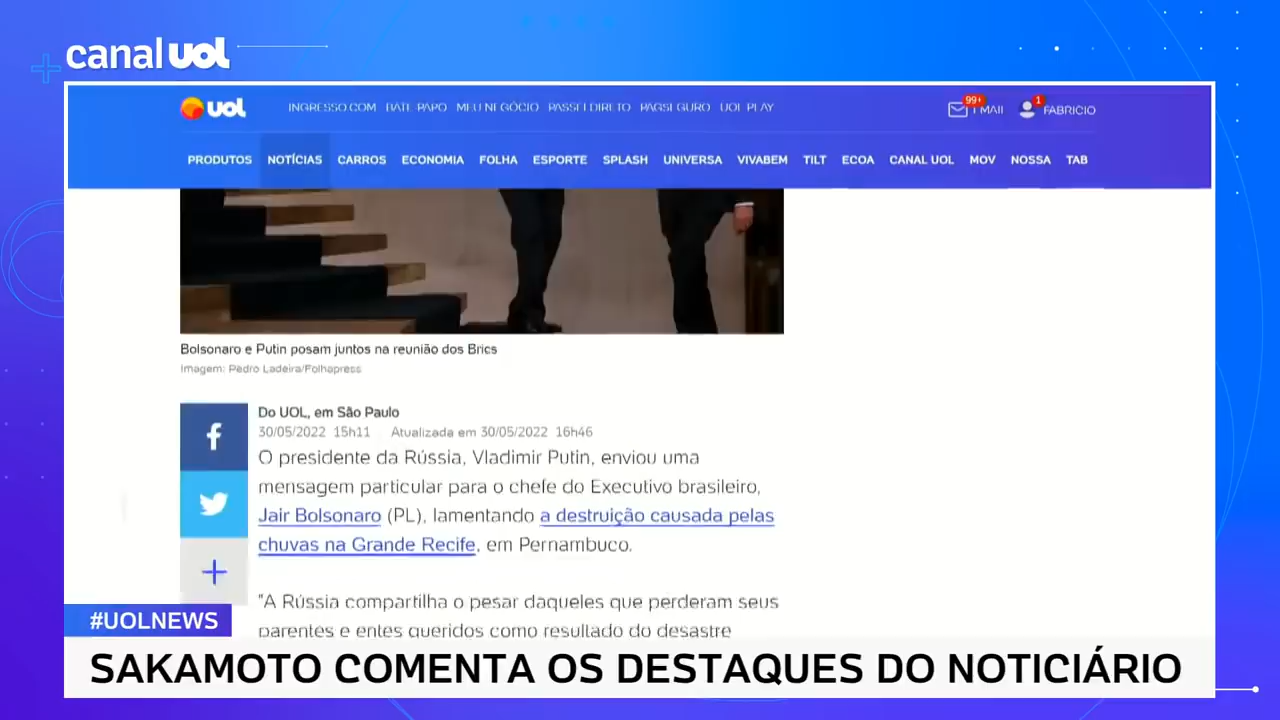 canal UOL
UOL
INGRESSO.COM BATE-PAPO MEU NEGÓCIO PASSEI DIRETO PAGSEGURO UOL PLAY
99+
E-MAIL
1
FABRICIO
PRODUTOS NOTÍCIAS CARROS ECONOMIA FOLHA ESPORTE SPLASH UNIVERSA VIVABEM TILT ECOA CANAL UOL MOV NOSSA TAB
Bolsonaro e Putin posam juntos na reunião dos Brics
Imagem: Pedro Ladeira/Folhapress
Do UOL, em São Paulo
30/05/2022 15h11 Atualizada em 30/05/2022 16h46
O presidente da Rússia, Vladimir Putin, enviou uma
mensagem particular para o chefe do Executivo brasileiro,
Jair Bolsonaro (PL), lamentando a destruição causada pelas
chuvas na Grande Recife, em Pernambuco.
"A Rússia compartilha o pesar daqueles que perderam seus
parentes e entes queridos como resultado do desastre
#UOLNEWS
SAKAMOTO COMENTA OS DESTAQUES DO NOTICIÁRIO